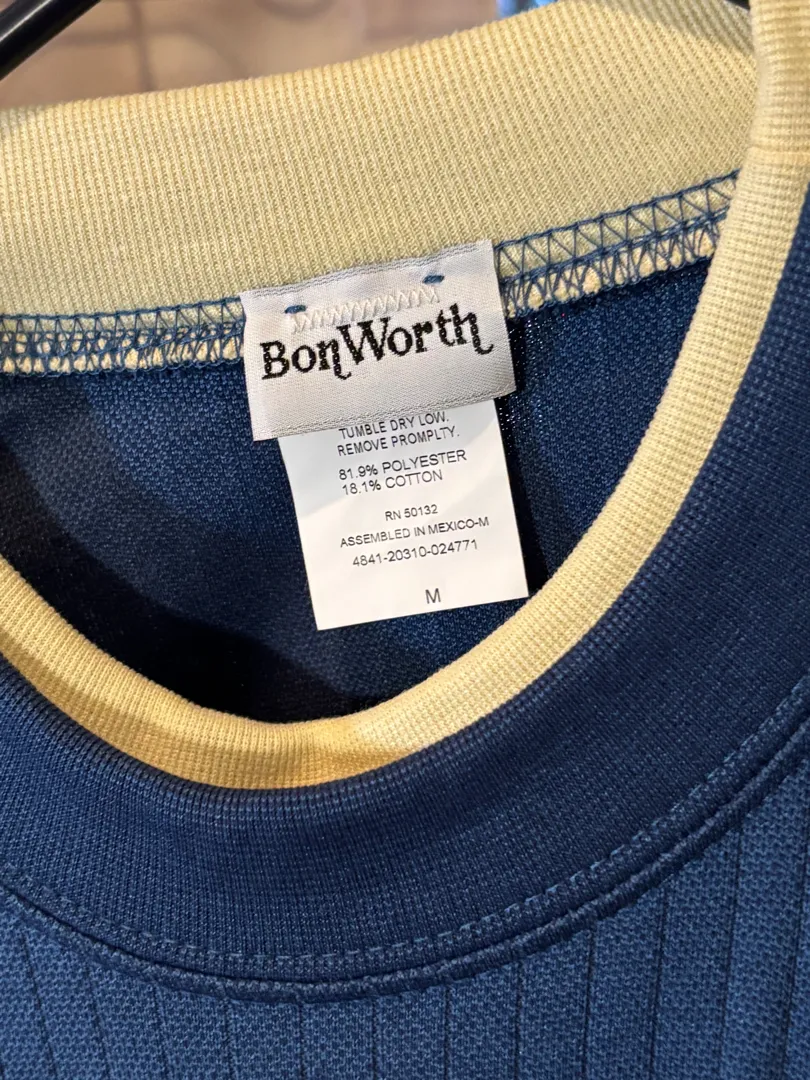 BonWorth
TUMBLE DRY LOW.
REMOVE PROMPLTY.
81.9% POLYESTER
18.1% COTTON
RN 50132
ASSEMBLED IN MEXICO-M
4841-20310-024771
M